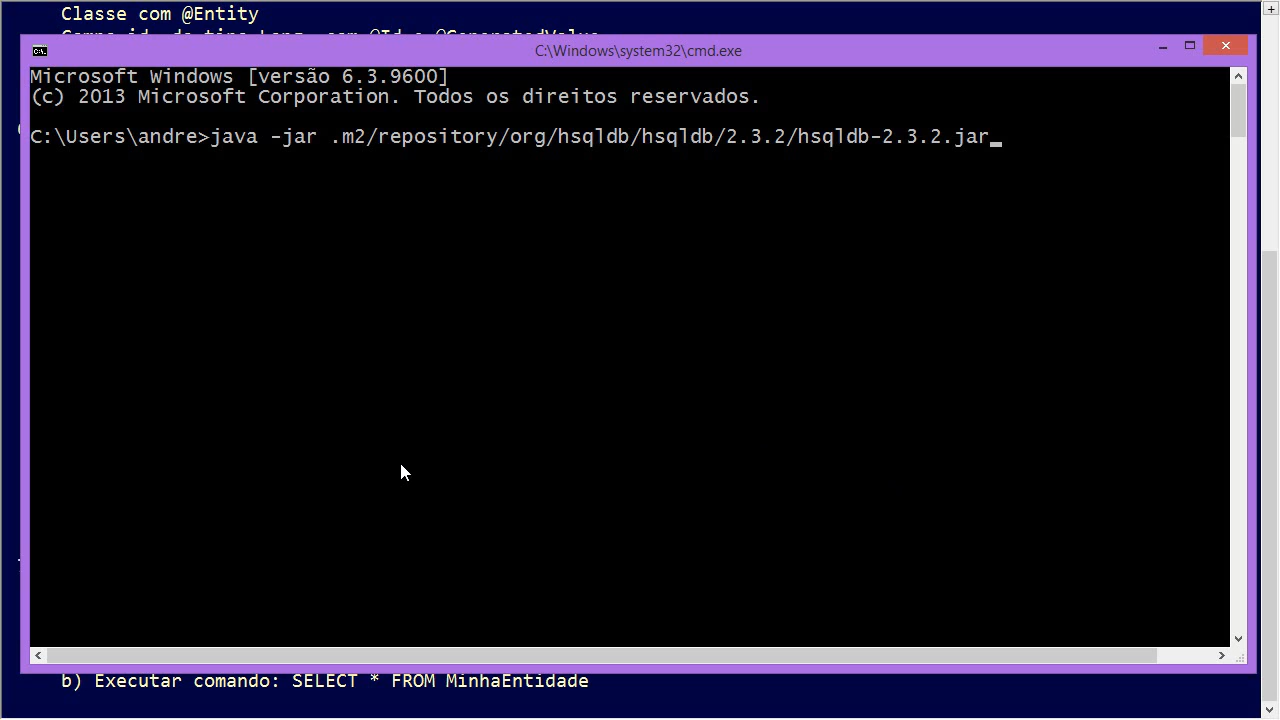 Classe com @Entity
C:\Windows\system32\cmd.exe
Microsoft Windows [versão 6.3.9600]
(c) 2013 Microsoft Corporation. Todos os direitos reservados.
C:\Users\andre>java -jar .m2/repository/org/hsqldb/hsqldb/2.3.2/hsqldb-2.3.2.jar
b) Executar comando: SELECT * FROM MinhaEntidade